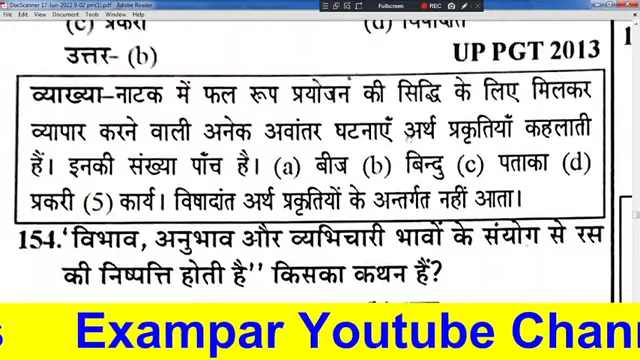 DocScanner 17-Jun-2022 9-02 pm(1).pdf - Adobe Reader
File Edit View Window Help
Fullscreen
REC
(c) प्रकरी (d) विषादांत
उत्तर- (b) UP PGT 2013
व्याख्या–नाटक में फल रूप प्रयोजन की सिद्धि के लिए मिलकर
व्यापार करने वाली अनेक अवांतर घटनाएँ अर्थ प्रकृतियाँ कहलाती
हैं। इनकी संख्या पाँच है। (a) बीज (b) बिन्दु (c) पताका (d)
प्रकरी (5) कार्य। विषादांत अर्थ प्रकृतियों के अन्तर्गत नहीं आता।
154.‘विभाव, अनुभाव और व्यभिचारी भावों के संयोग से रस
की निष्पत्ति होती है” किसका कथन हैं?
s Exampar Youtube Chan